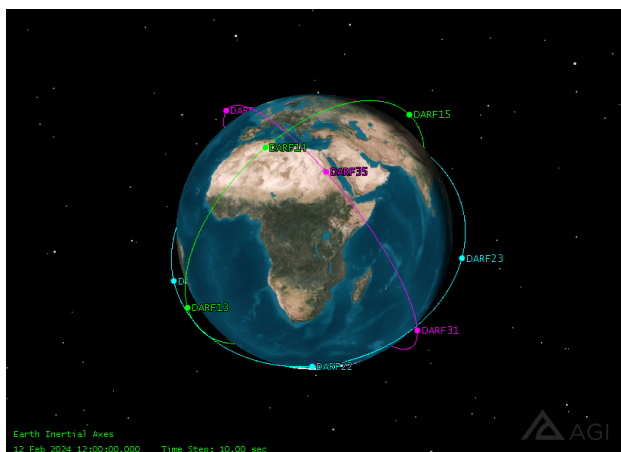 DARF15
DARF14
DARF35
DARF23
DARF13
DARF31
DARF22
Earth Inertial Axes
12 Feb 2024 12:00:00.000 Time Step: 10.00 sec
AGI